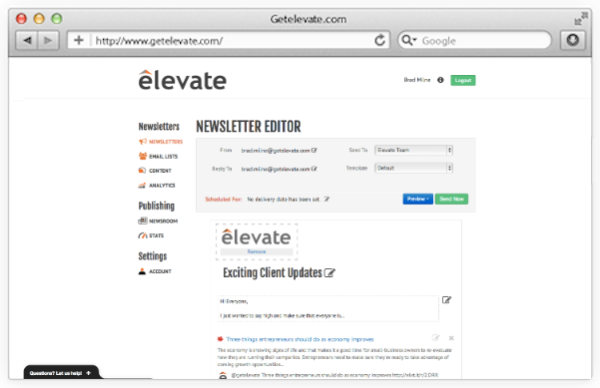 Getelevate.com
http://www.getelevate.com/
Google
êlevate
Brad Milne
Logout
Newsletters
NEWSLETTERS
EMAIL LISTS
CONTENT
ANALYTICS
Publishing
NEWSROOM
STATS
Settings
ACCOUNT
NEWSLETTER EDITOR
From brad.milne@getelevate.com Send To Elevate Team
Reply To brad.milne@getelevate.com Template Default
Scheduled For: No delivery date has been set
Preview Send Now
êlevate
Remove
Exciting Client Updates
Hi Everyone,
I just wanted to say high and make sure that everyone is...
Three things entrepreneurs should do as economy improves
The economy is showing signs of life and that makes it a good time for small-business owners to re-evaluate
how they are running their companies. Entrepreneurs need to make sure they're ready to take advantage of
coming growth opportunities...
@getelevate Three things entrepreneurs should do as economy improves
Questions? Let us help! +